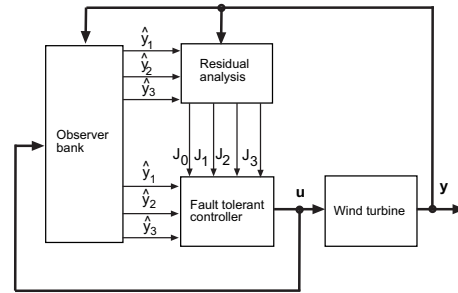 ŷ1
ŷ2
ŷ3
Residual
analysis
Observer
bank
J0 J1 J2 J3
ŷ1
ŷ2
ŷ3
Fault tolerant
controller
u
Wind turbine
y